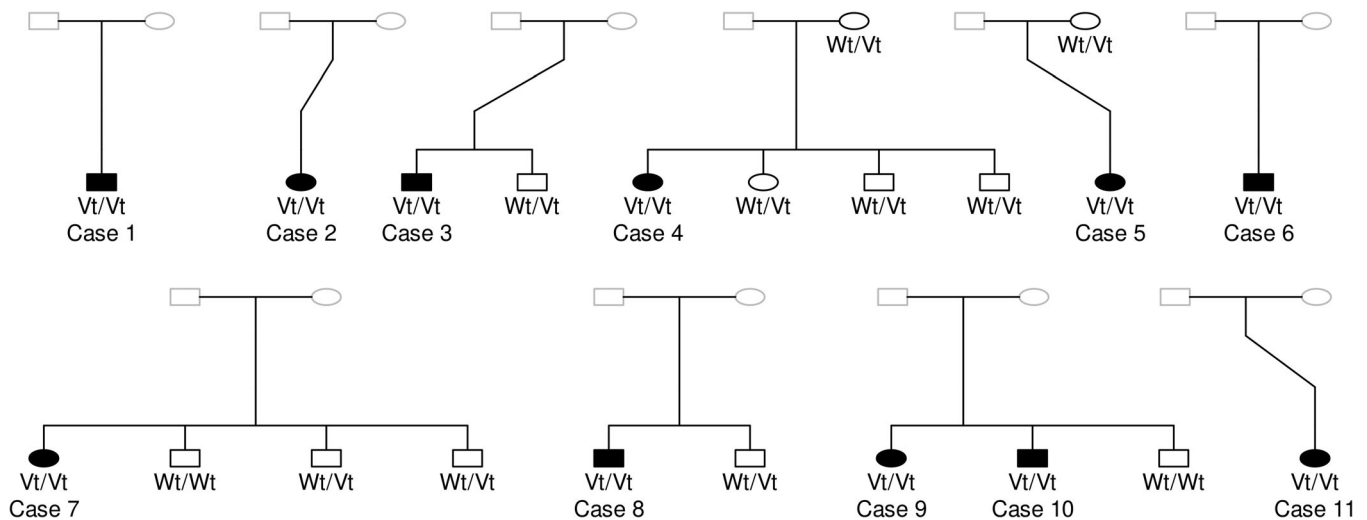 Wt/Vt Wt/Vt
Vt/Vt Vt/Vt Vt/Vt Wt/Vt Vt/Vt Wt/Vt Wt/Vt Wt/Vt Vt/Vt Vt/Vt
Case 1 Case 2 Case 3 Case 4 Case 5 Case 6
Vt/Vt Wt/Wt Wt/Vt Wt/Vt Vt/Vt Wt/Vt Vt/Vt Vt/Vt Wt/Wt Vt/Vt
Case 7 Case 8 Case 9 Case 10 Case 11